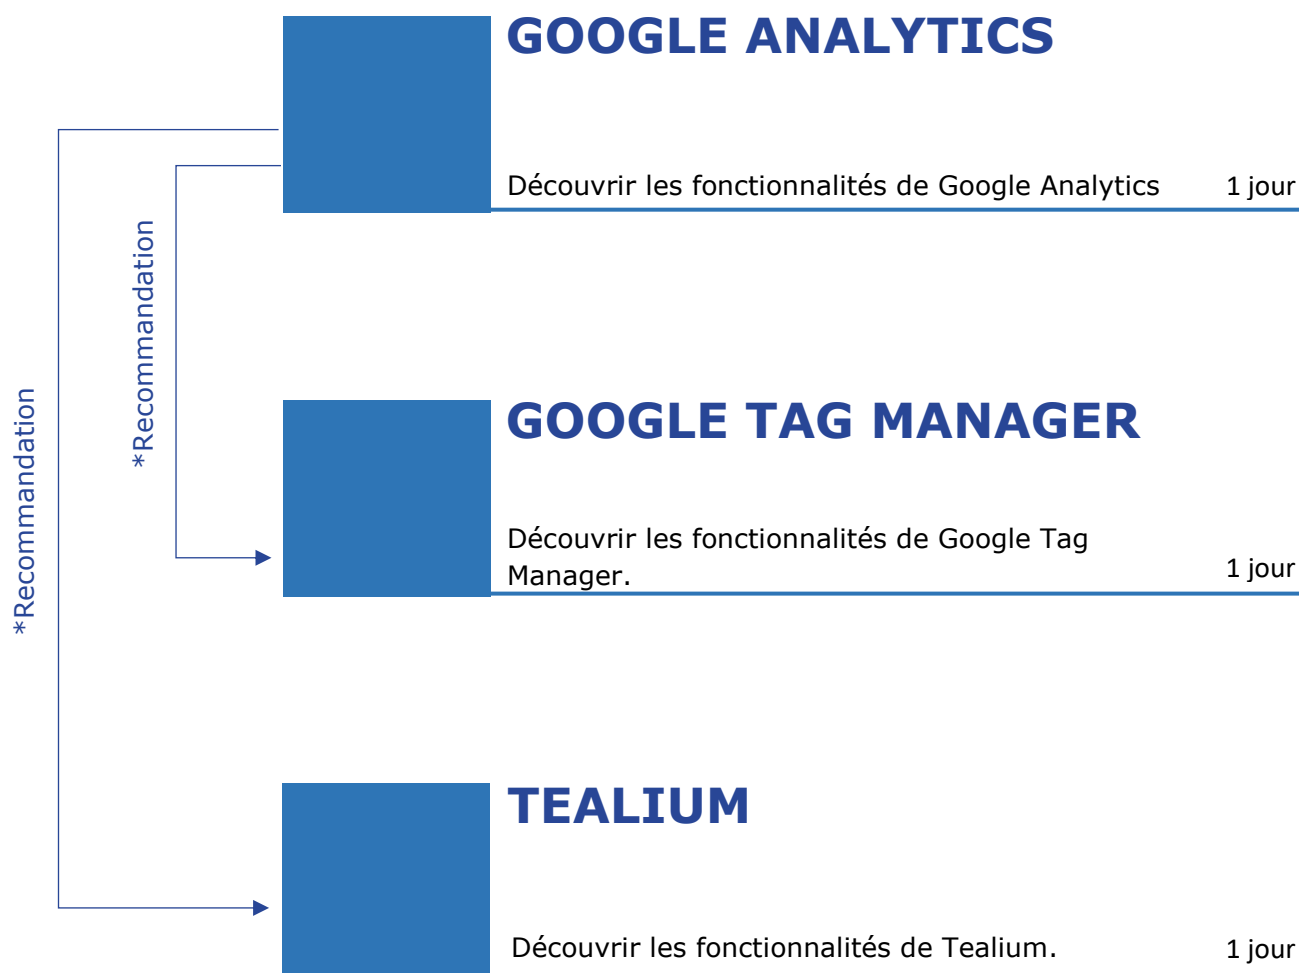 GOOGLE ANALYTICS
Découvrir les fonctionnalités de Google Analytics 1 jour
*Recommandation
*Recommandation
GOOGLE TAG MANAGER
Découvrir les fonctionnalités de Google Tag
Manager. 1 jour
TEALIUM
Découvrir les fonctionnalités de Tealium. 1 jour